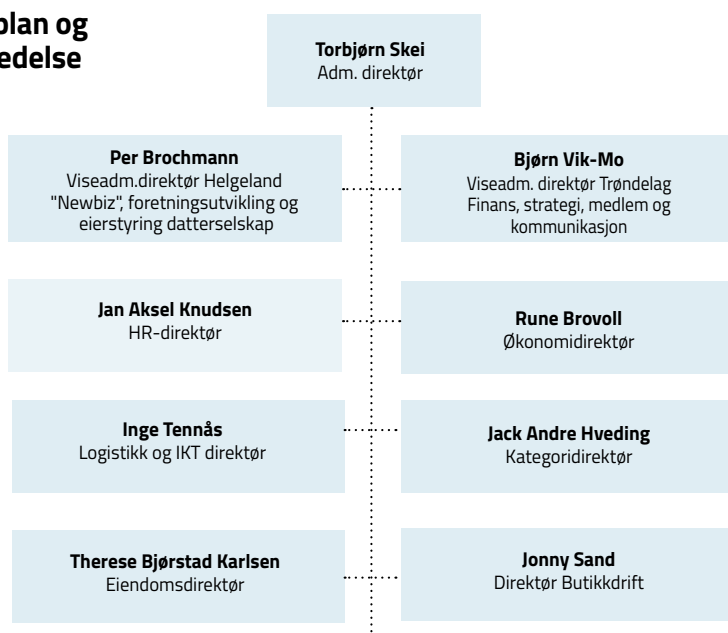 plan og
edelse
Torbjørn Skei
Adm. direktør
Per Brochmann
Viseadm.direktør Helgeland
"Newbiz", foretningsutvikling og
eierstyring datterselskap
Bjørn Vik-Mo
Viseadm. direktør Trøndelag
Finans, strategi, medlem og
kommunikasjon
Jan Aksel Knudsen
HR-direktør
Rune Brovoll
Økonomidirektør
Inge Tennås
Logistikk og IKT direktør
Jack Andre Hveding
Kategoridirektør
Therese Bjørstad Karlsen
Eiendomsdirektør
Jonny Sand
Direktør Butikkdrift